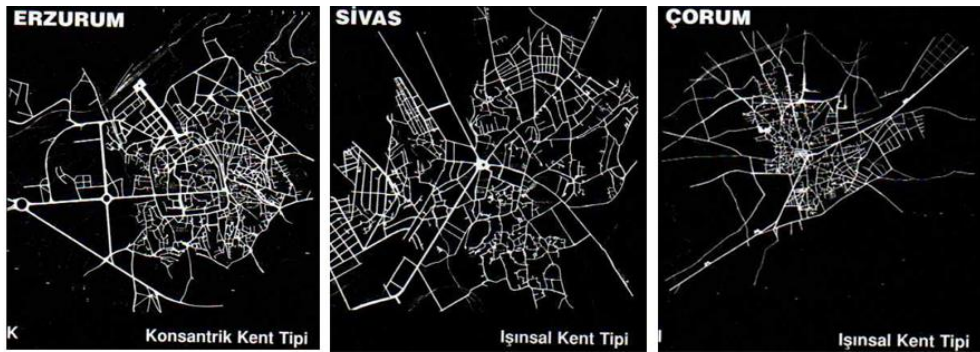 ERZURUM
K
Konsantrik Kent Tipi
SİVAS
Işınsal Kent Tipi
ÇORUM
I
Işınsal Kent Tipi